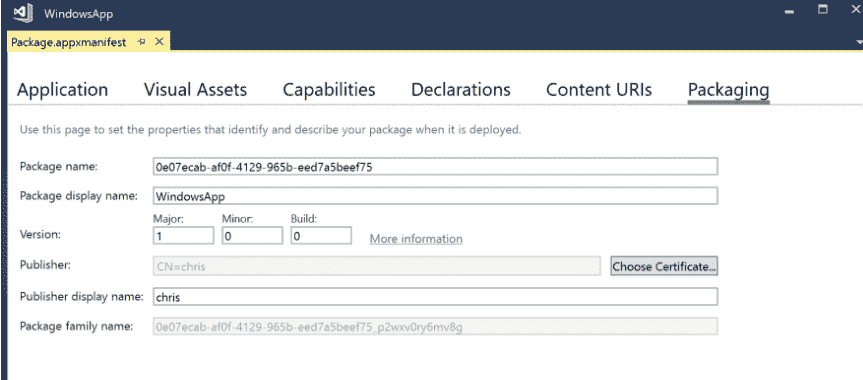 WindowsApp
Package.appxmanifest
Application Visual Assets Capabilities Declarations Content URIs Packaging
Use this page to set the properties that identify and describe your package when it is deployed.
Package name: 0e07ecab-af0f-4129-965b-eed7a5beef75
Package display name: WindowsApp
Major: Minor: Build:
Version: 1 0 0 More information
Publisher: CN=chris Choose Certificate...
Publisher display name: chris
Package family name: 0e07ecab-af0f-4129-965b-eed7a5beef75_p2wxv0ry6mv8g